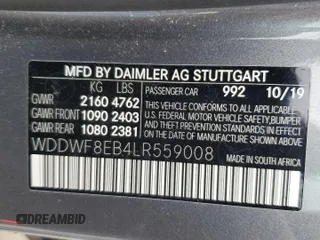 MFD BY DAIMLER AG STUTTGART
KG LBS PASSENGER CAR 992 10/19
GVWR 2160 4762 THIS VEHICLE CONFORMS TO ALL APPLICABLE
GAWR FRONT 1090 2403 U.S. FEDERAL MOTOR VEHICLE SAFETY,
GAWR REAR 1080 2381 BUMPER, AND THEFT PREVENTION STANDARDS
IN EFFECT ON THE DATE OF MANUFACTURE SHOWN ABOVE.
WDDWF8EB4LR559008
MADE IN SOUTH AFRICA
DREAMBID